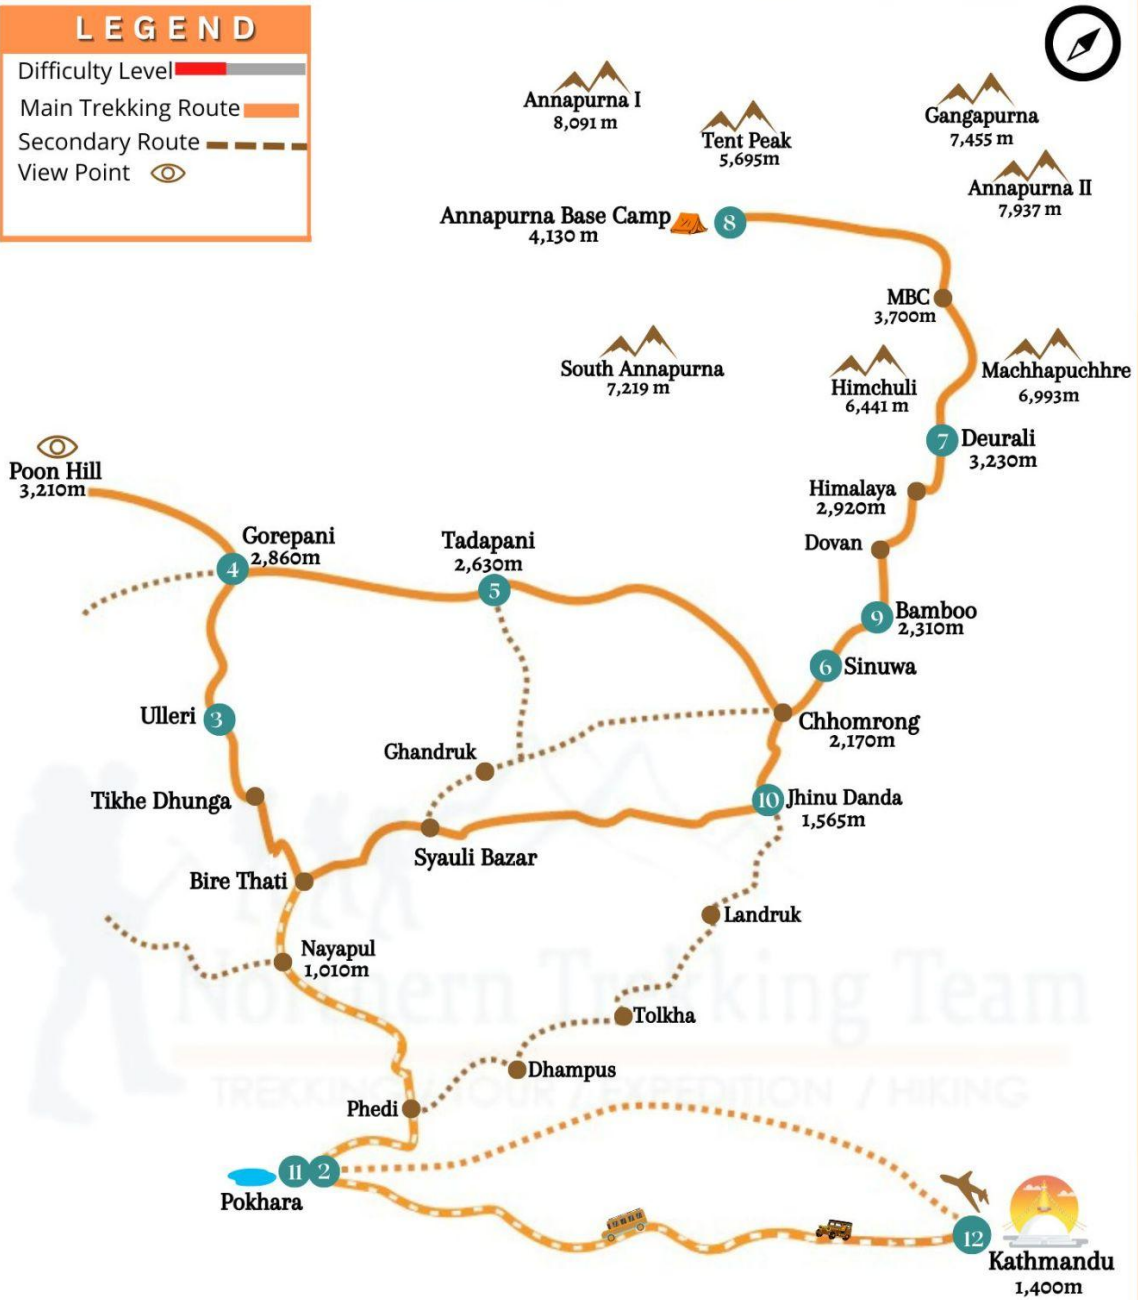 LEGEND
Difficulty Level
Main Trekking Route
Secondary Route
View Point
Annapurna I
8,091 m
Tent Peak
5,695m
Gangapurna
7,455 m
Annapurna II
7,937 m
Annapurna Base Camp
4,130 m
8
MBC
3,700m
South Annapurna
7,219 m
Himchuli
6,441 m
Machhapuchhre
6,993m
7
Deurali
3,230m
Poon Hill
3,210m
Himalaya
2,920m
Gorepani
2,860m
4
Tadapani
2,630m
5
Dovan
9
Bamboo
2,310m
6
Sinuwa
Ulleri
3
Chhomrong
2,170m
Ghandruk
Tikhe Dhunga
10
Jhinu Danda
1,565m
Syauli Bazar
Bire Thati
Landruk
Nayapul
1,010m
Northern Trekking Team
Tolkha
Dhampus
TREKKING / TOUR / EXPEDITION / HIKING
Phedi
11
2
Pokhara
12
Kathmandu
1,400m